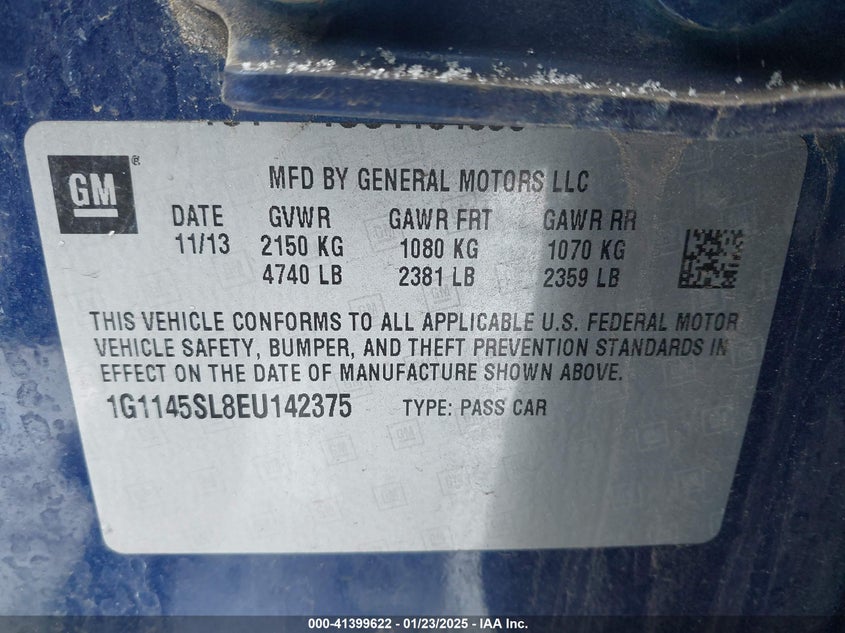 GM
®
MFD BY GENERAL MOTORS LLC
DATE GVWR GAWR FRT GAWR RR
11/13 2150 KG 1080 KG 1070 KG
4740 LB 2381 LB 2359 LB
THIS VEHICLE CONFORMS TO ALL APPLICABLE U.S. FEDERAL MOTOR
VEHICLE SAFETY, BUMPER, AND THEFT PREVENTION STANDARDS IN
EFFECT ON THE DATE OF MANUFACTURE SHOWN ABOVE.
1G1145SL8EU142375 TYPE: PASS CAR
000-41399622 - 01/23/2025 - IAA Inc.